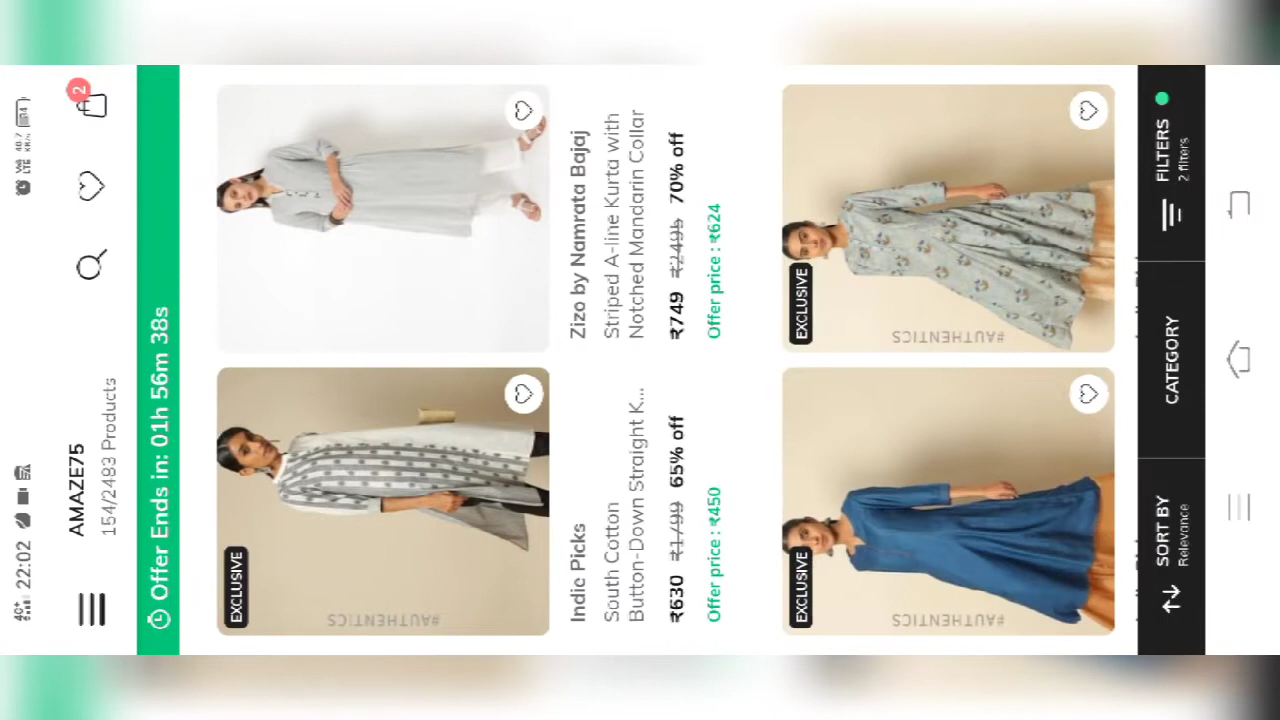 22:02
AMAZE75
154/2483 Products
2
Offer Ends in: 01h 56m 38s
EXCLUSIVE
#AUTHENTICS
Indie Picks
South Cotton
Button-Down Straight K...
₹630 ₹1799 65% off
Offer price : ₹450
Zizo by Namrata Bajaj
Striped A-line Kurta with
Notched Mandarin Collar
₹749 ₹2495 70% off
Offer price : ₹624
EXCLUSIVE
#AUTHENTICS
EXCLUSIVE
#AUTHENTICS
SORT BY
Relevance
CATEGORY
FILTERS
2 filters